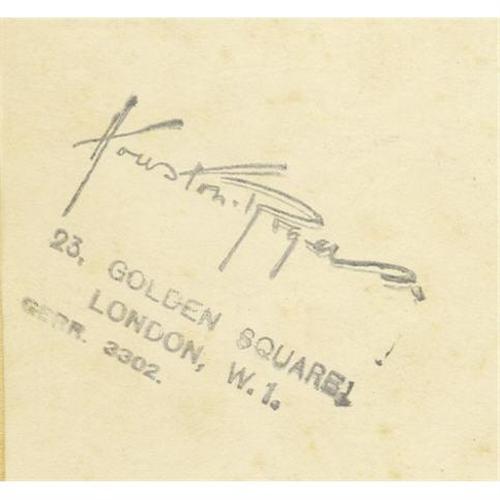 Houston-Rogers
23, GOLDEN SQUARE,
LONDON, W.1.
GERR. 3302.